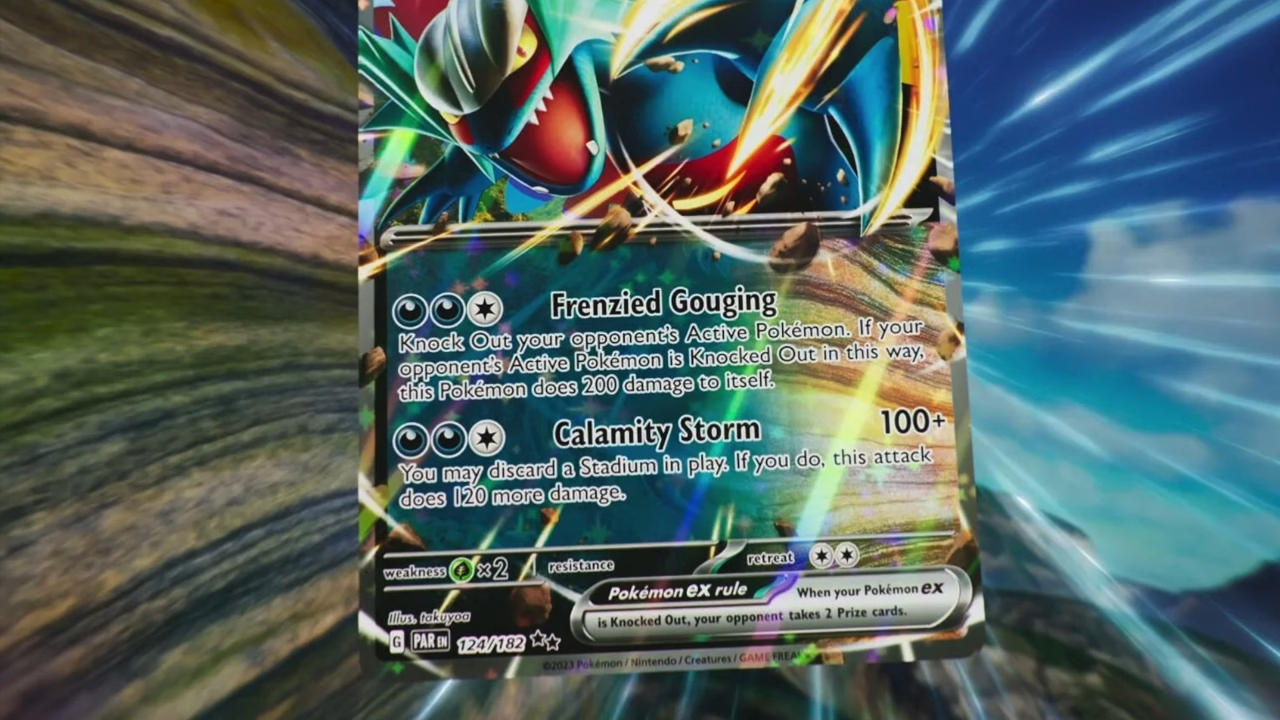 Frenzied Gouging
Knock Out your opponent's Active Pokémon. If your
opponent's Active Pokémon is Knocked Out in this way,
this Pokémon does 200 damage to itself.
Calamity Storm 100+
You may discard a Stadium in play. If you do, this attack
does 120 more damage.
weakness ×2 resistance retreat
Pokémon ex rule When your Pokémon ex
is Knocked Out, your opponent takes 2 Prize cards.
Illus. takuyoa
G PAR EN 124/182
©2023 Pokémon / Nintendo / Creatures / GAME FREAK